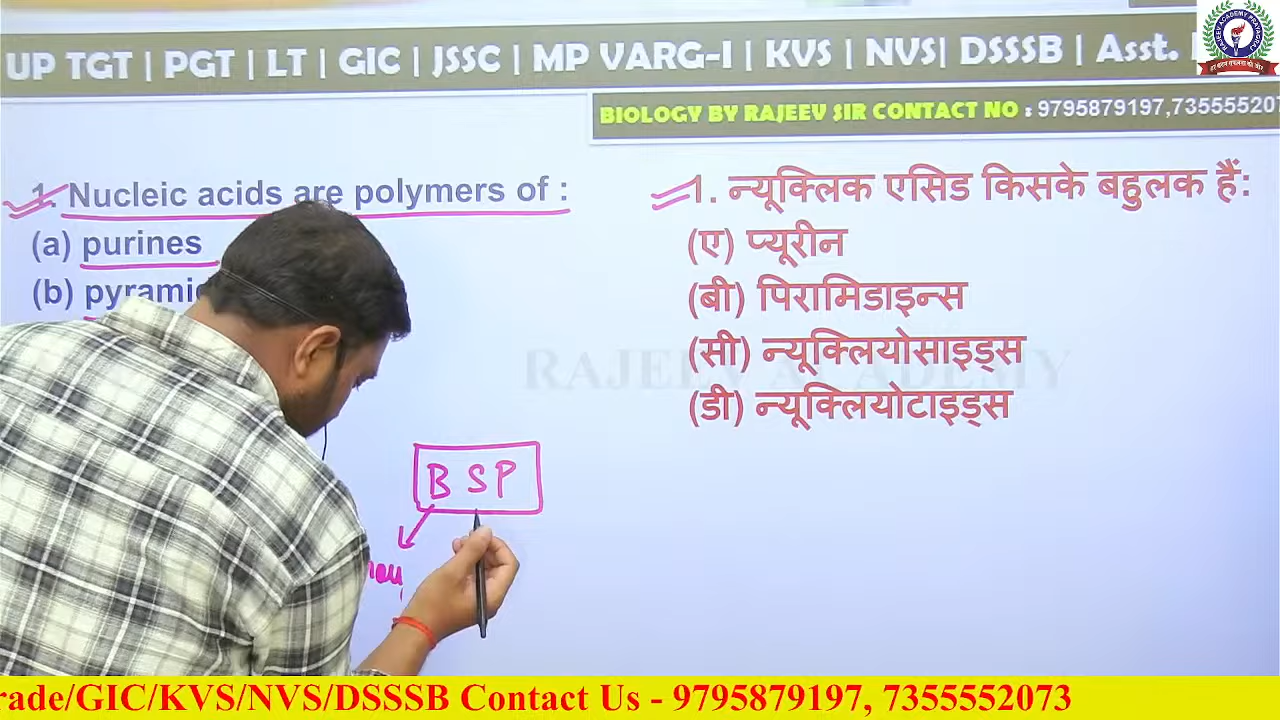 UP TGT | PGT | LT | GIC | JSSC | MP VARG-I | KVS | NVS| DSSSB | Asst.
BIOLOGY BY RAJEEV SIR CONTACT NO : 9795879197,735555207
1. Nucleic acids are polymers of :
(a) purines
(b) pyramid
1. न्यूक्लिक एसिड किसके बहुलक हैं:
(ए) प्यूरीन
(बी) पिरामिडाइन्स
(सी) न्यूक्लियोसाइड्स
(डी) न्यूक्लियोटाइड्स
RAJEEV ACADEMY
B S P
rade/GIC/KVS/NVS/DSSSB Contact Us - 9795879197, 7355552073